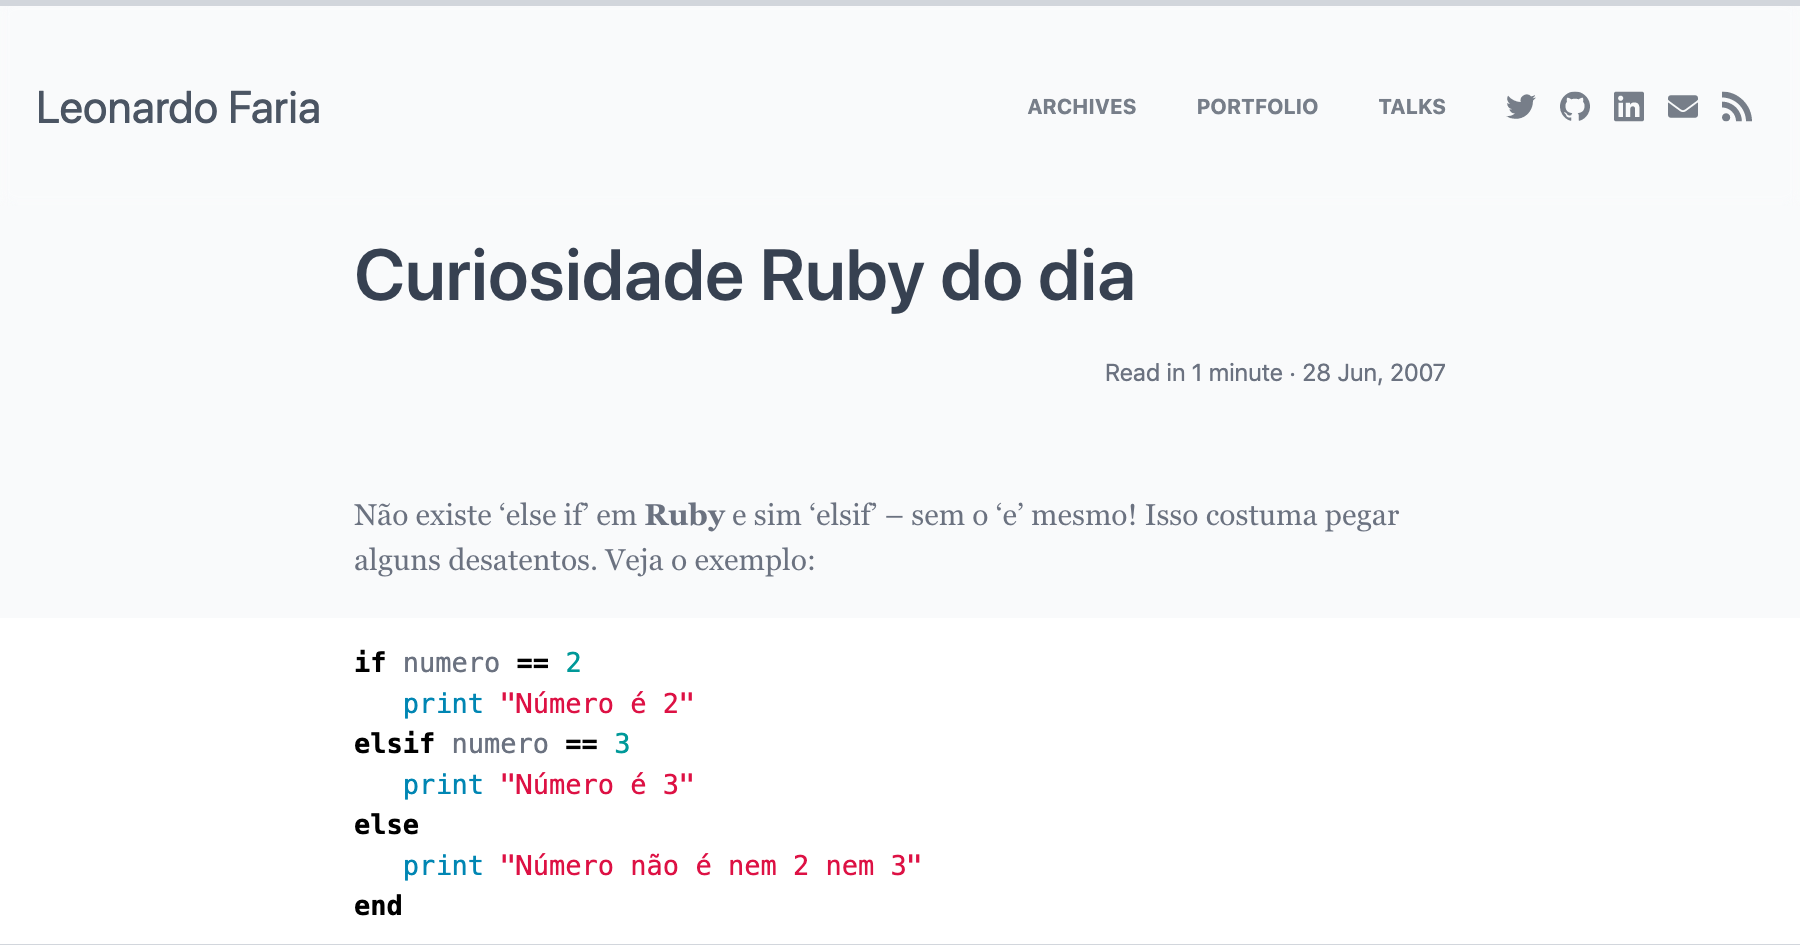 Leonardo Faria
ARCHIVES PORTFOLIO TALKS
Curiosidade Ruby do dia
Read in 1 minute · 28 Jun, 2007
Não existe ‘else if’ em Ruby e sim ‘elsif’ – sem o ‘e’ mesmo! Isso costuma pegar
alguns desatentos. Veja o exemplo:
if numero == 2
   print "Número é 2"
elsif numero == 3
   print "Número é 3"
else
   print "Número não é nem 2 nem 3"
end